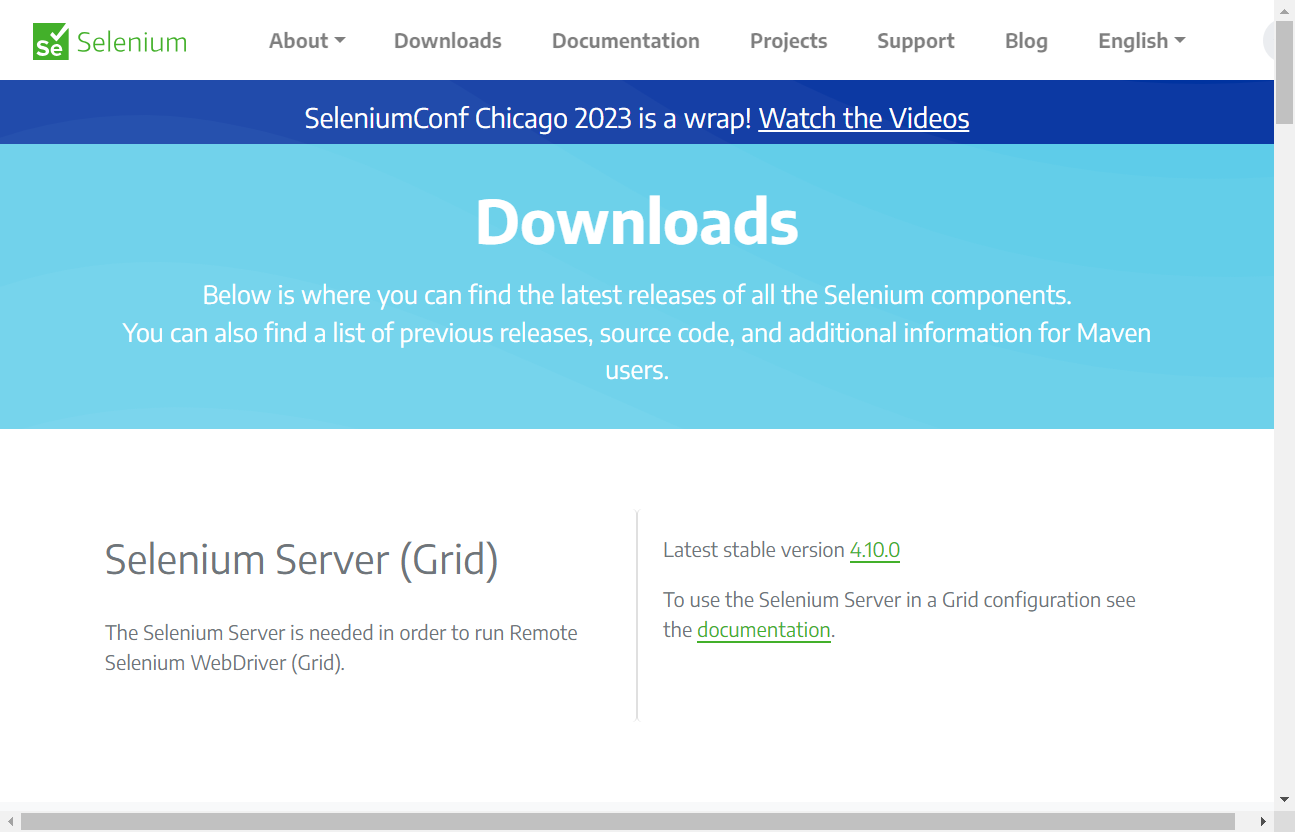 Se Selenium
About Downloads Documentation Projects Support Blog English
SeleniumConf Chicago 2023 is a wrap! Watch the Videos
Downloads
Below is where you can find the latest releases of all the Selenium components.
You can also find a list of previous releases, source code, and additional information for Maven
users.
Selenium Server (Grid)
The Selenium Server is needed in order to run Remote
Selenium WebDriver (Grid).
Latest stable version 4.10.0
To use the Selenium Server in a Grid configuration see
the documentation.